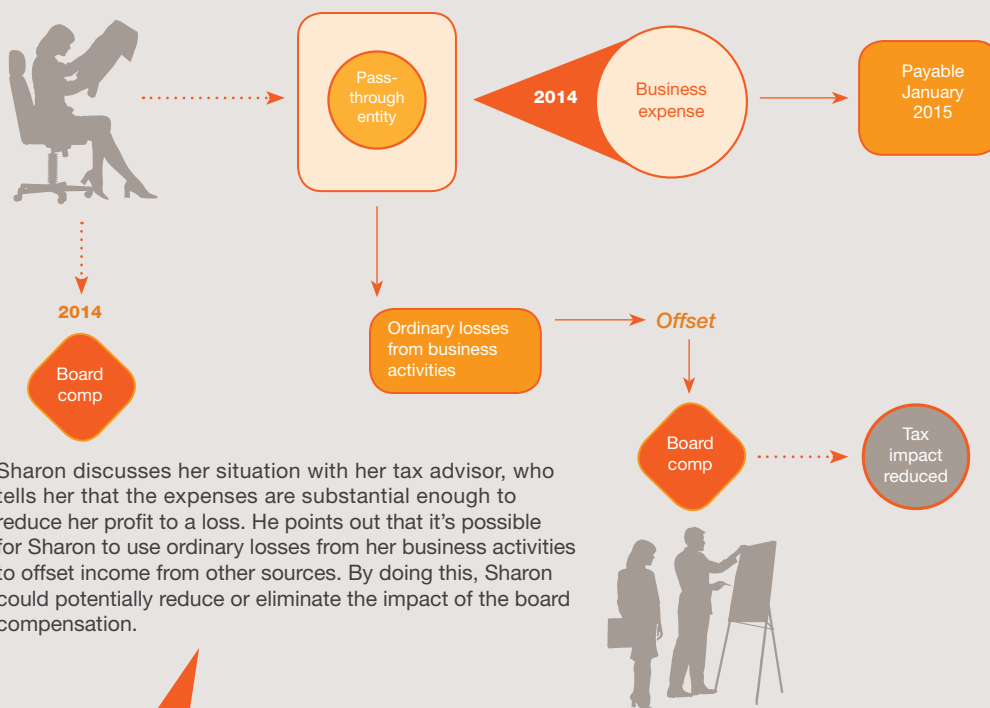 Pass-
through
entity
2014
Business
expense
Payable
January
2015
2014
Board
comp
Ordinary losses
from business
activities
Offset
Board
comp
Tax
impact
reduced
Sharon discusses her situation with her tax advisor, who
tells her that the expenses are substantial enough to
reduce her profit to a loss. He points out that it’s possible
for Sharon to use ordinary losses from her business activities
to offset income from other sources. By doing this, Sharon
could potentially reduce or eliminate the impact of the board
compensation.